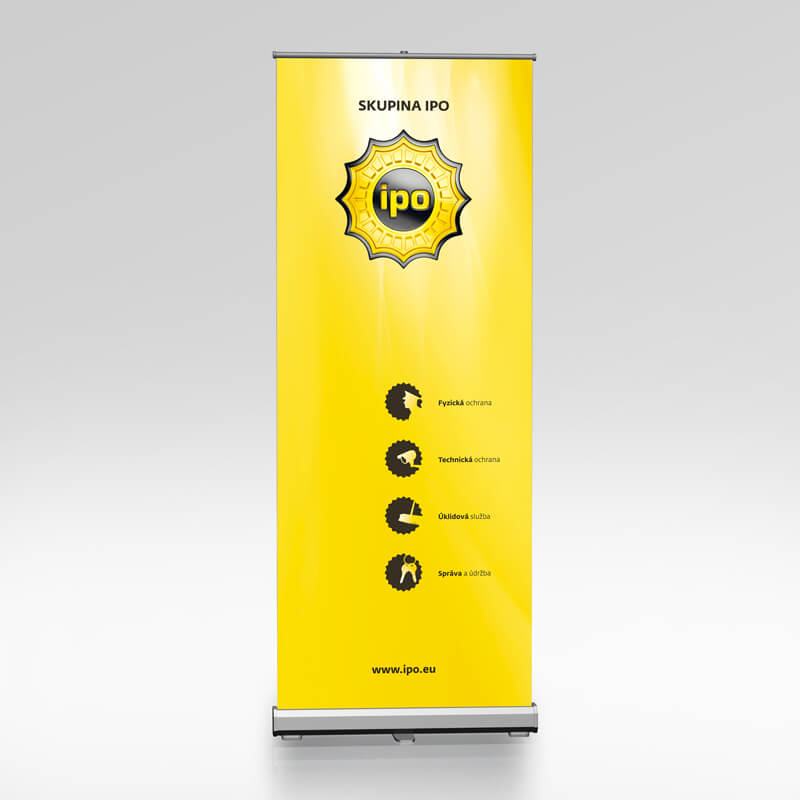 SKUPINA IPO
ipo
Fyzická ochrana
Technická ochrana
Úklidová služba
Správa a údržba
www.ipo.eu